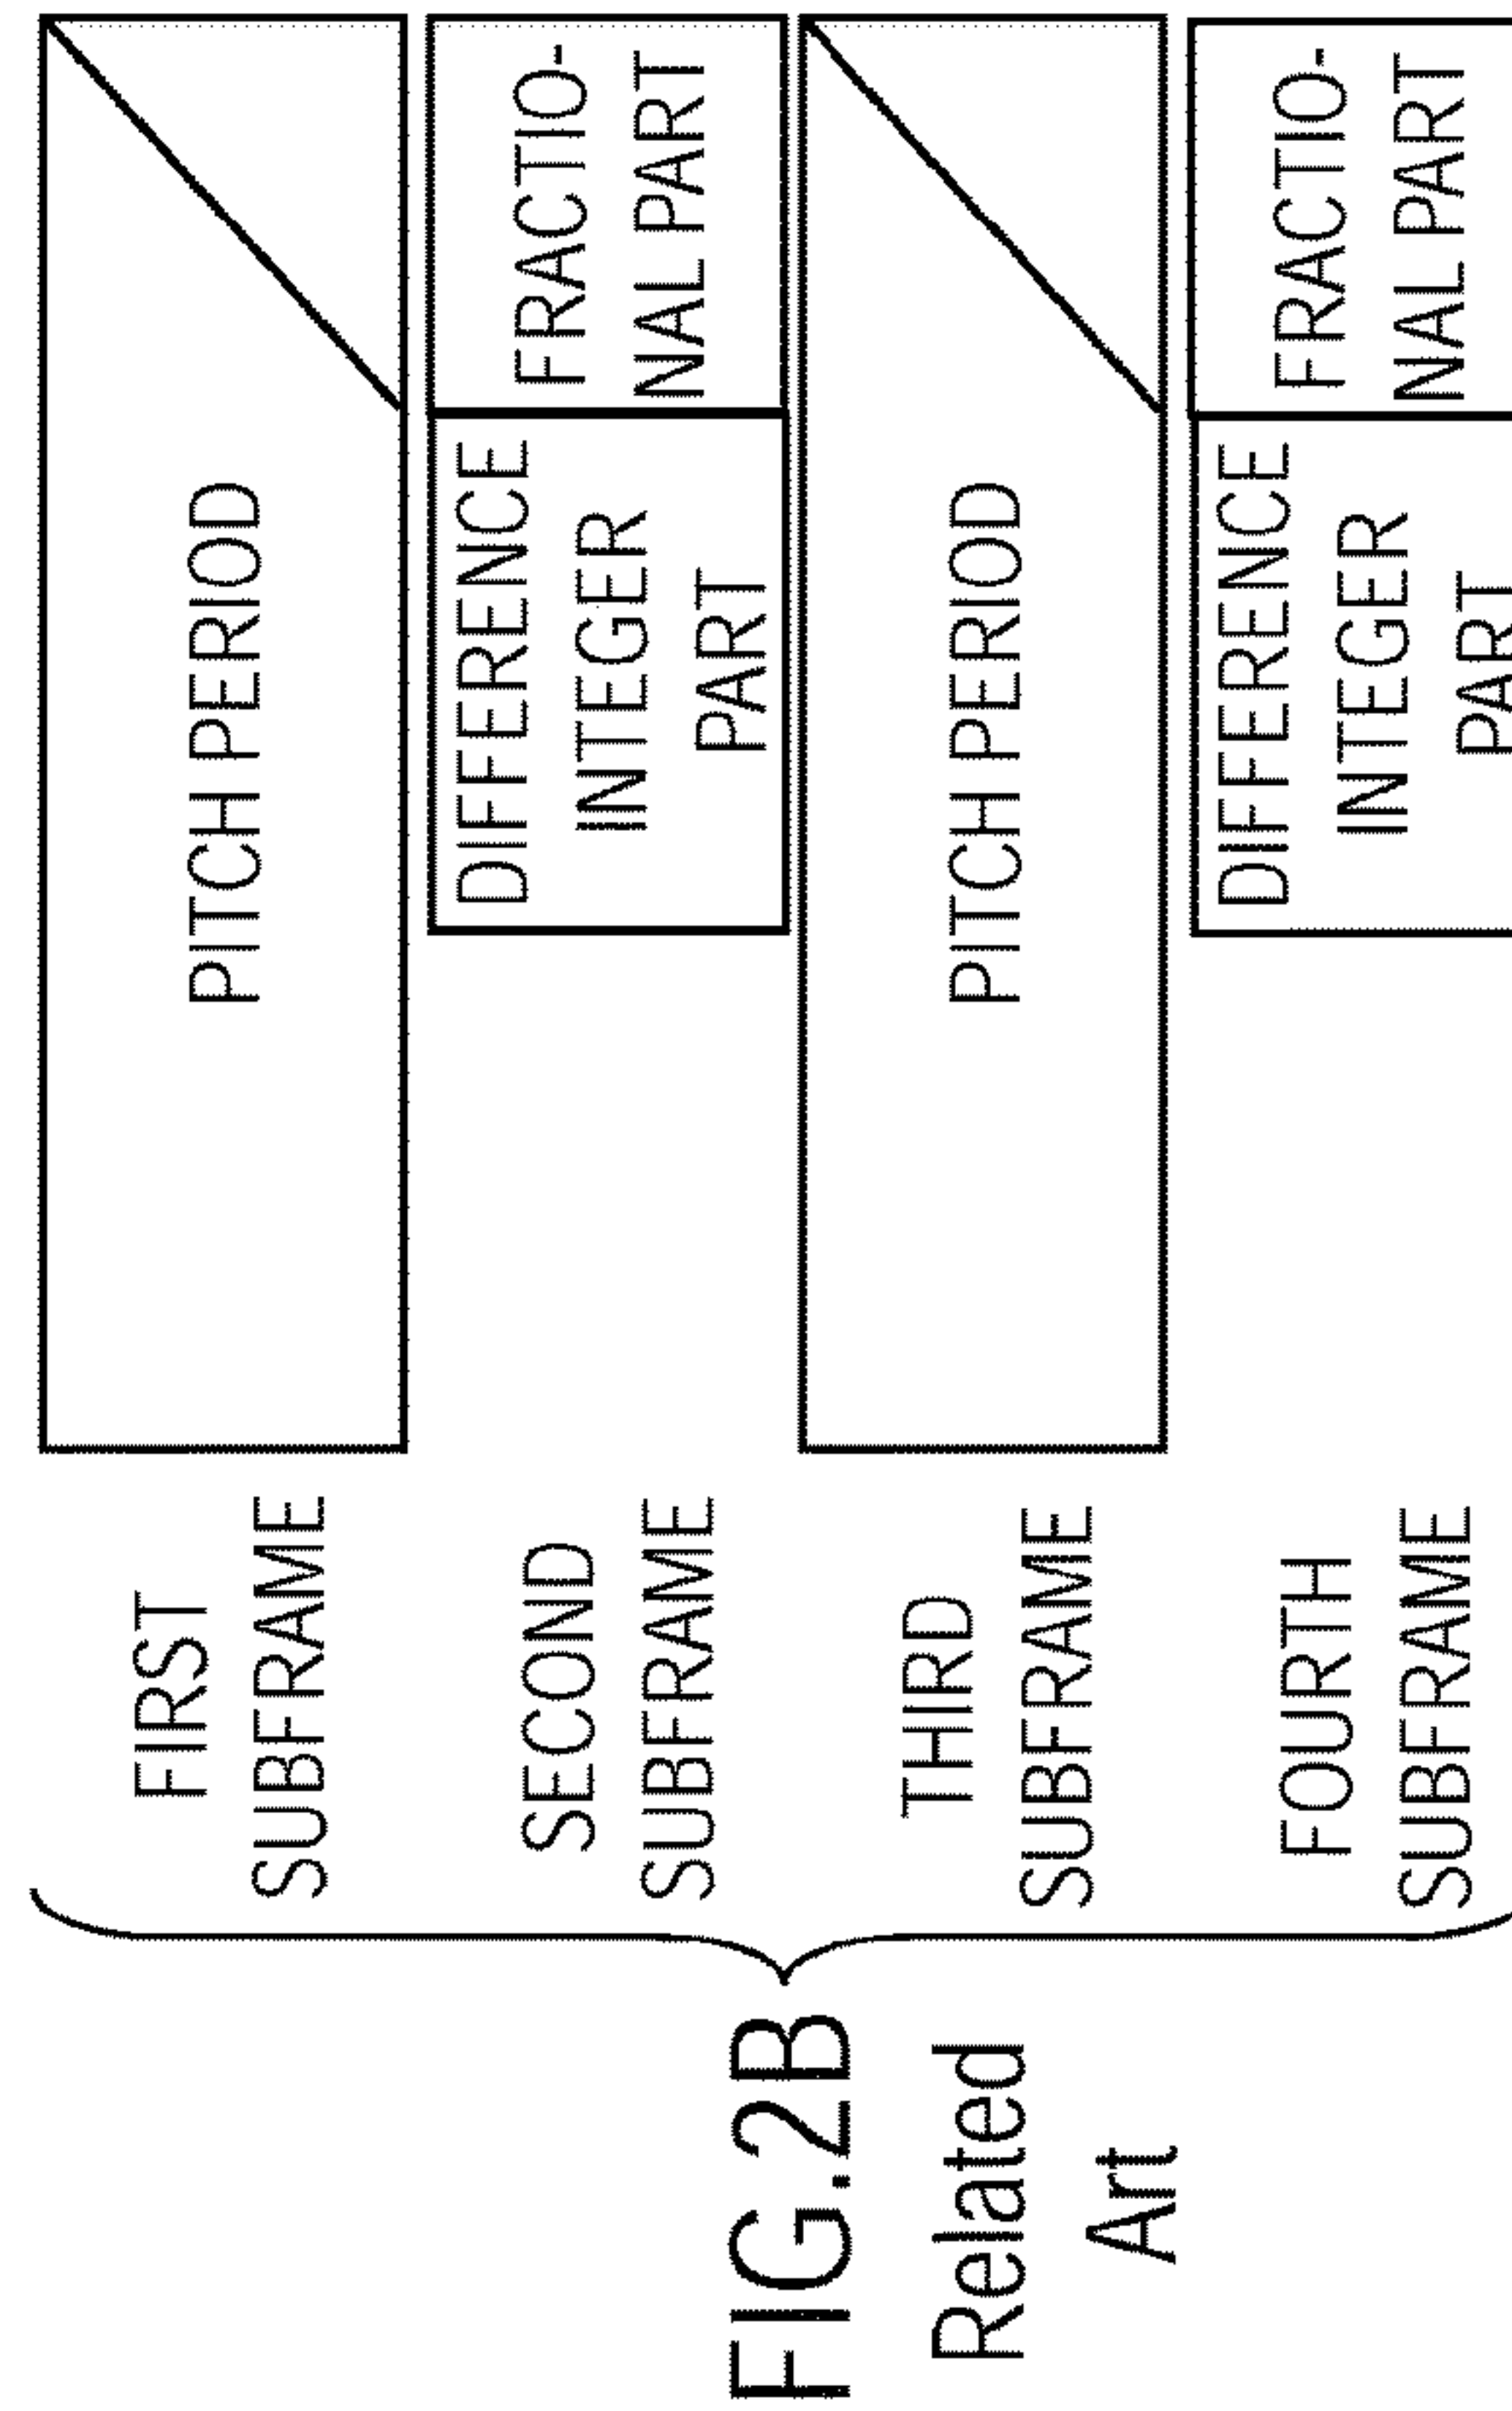 FIG.2B
Related
Art
FIRST
SUBFRAME
PITCH PERIOD
SECOND
SUBFRAME
DIFFERENCE
INTEGER
PART
FRACTIO-
NAL PART
THIRD
SUBFRAME
PITCH PERIOD
FOURTH
SUBFRAME
DIFFERENCE
INTEGER
PART
FRACTIO-
NAL PART